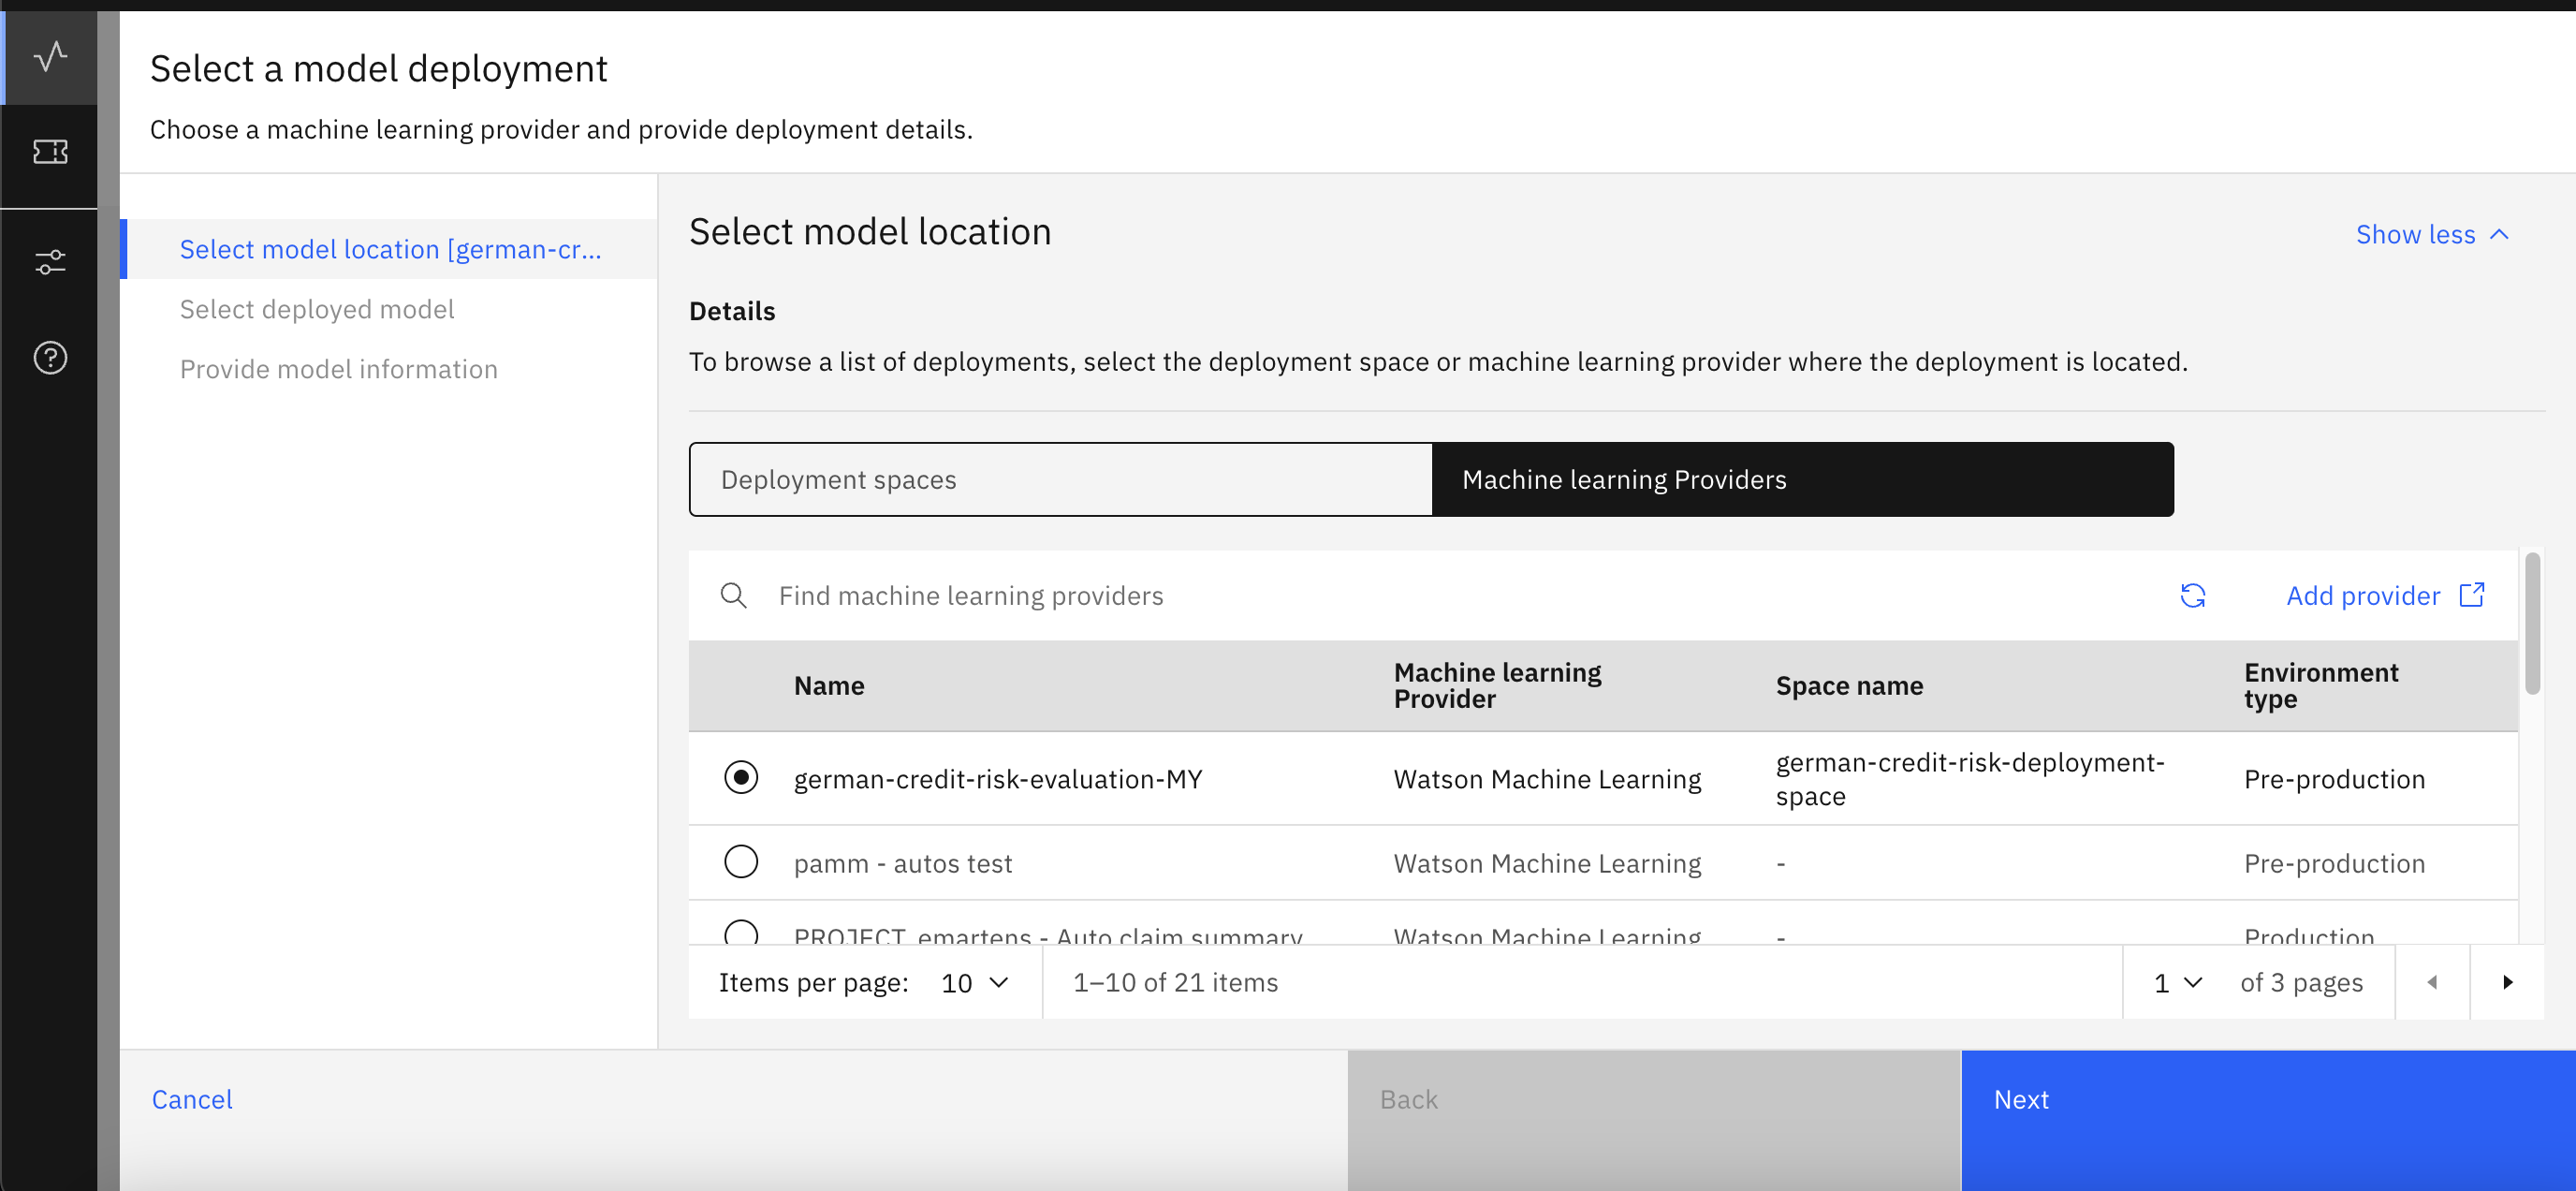 Select a model deployment
Choose a machine learning provider and provide deployment details.
Select model location [german-cr...
Select deployed model
Provide model information
Select model location
Show less
Details
To browse a list of deployments, select the deployment space or machine learning provider where the deployment is located.
Deployment spaces
Machine learning Providers
Find machine learning providers
Add provider
Name
Machine learning
Provider
Space name
Environment
type
german-credit-risk-evaluation-MY
Watson Machine Learning
german-credit-risk-deployment-
space
Pre-production
pamm - autos test
Watson Machine Learning
-
Pre-production
PROJECT_emartens - Auto claim summary
Watson Machine Learning
-
Production
Items per page:
10
1–10 of 21 items
1
of 3 pages
Cancel
Back
Next